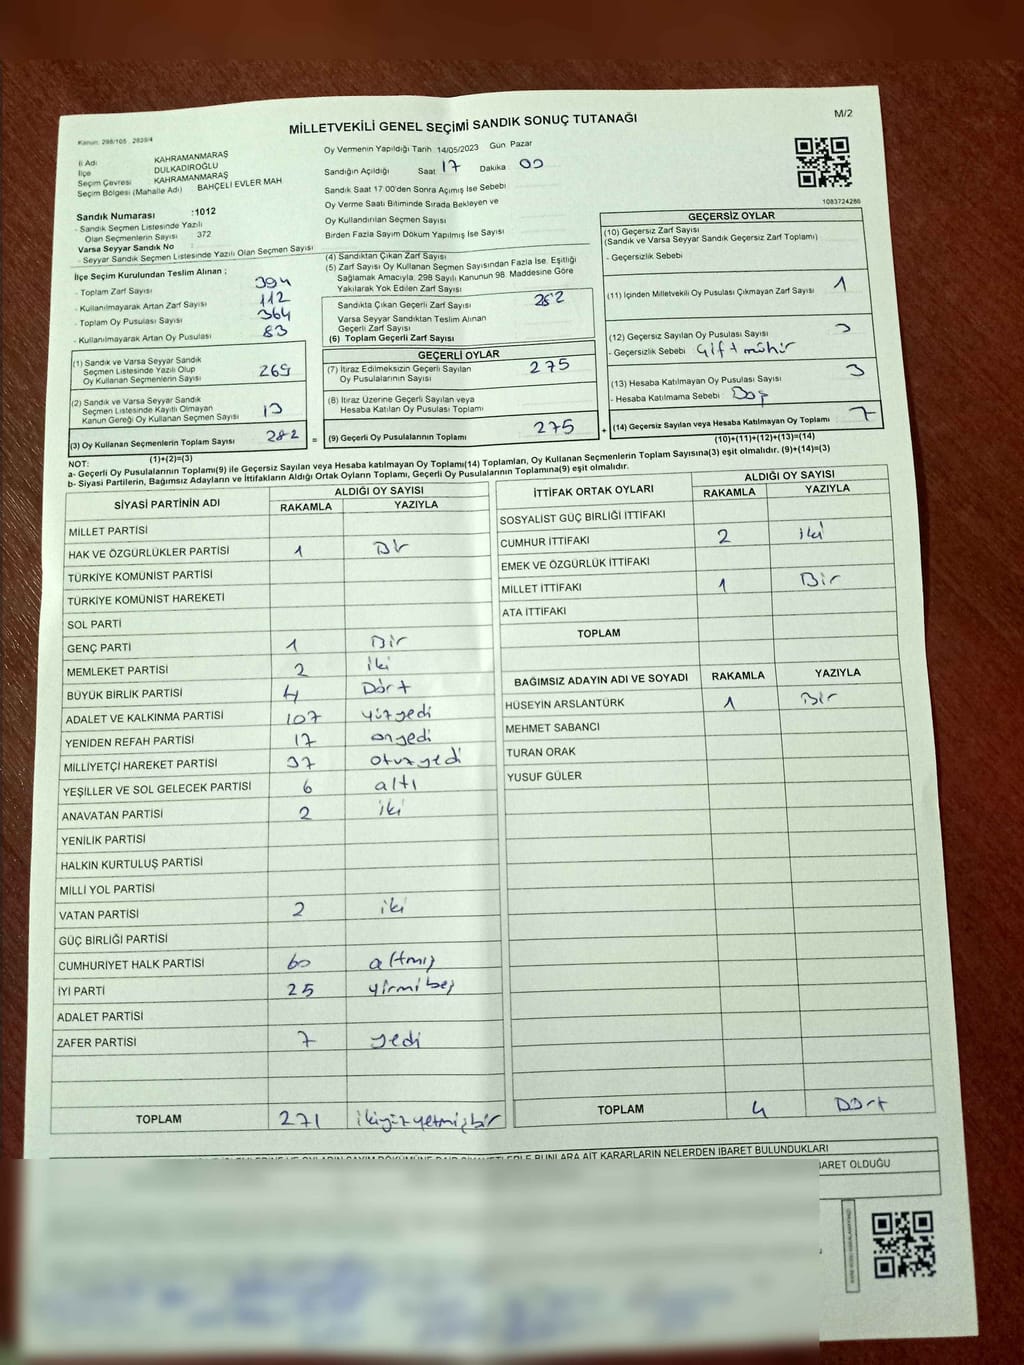 Kanun: 298/105 2839/4
MİLLETVEKİLİ GENEL SEÇİMİ SANDIK SONUÇ TUTANAĞI
M/2
İl Adı KAHRAMANMARAŞ
İlçe DULKADİROĞLU
Seçim Çevresi KAHRAMANMARAŞ
Seçim Bölgesi (Mahalle Adı) BAHÇELİ EVLER MAH
Sandık Numarası :1012
- Sandık Seçmen Listesinde Yazılı
Olan Seçmenlerin Sayısı 372
Varsa Seyyar Sandık No
- Seyyar Sandık Seçmen Listesinde Yazılı Olan Seçmen Sayısı
Oy Vermenin Yapıldığı Tarih 14/05/2023 Gün Pazar
Sandığın Açıldığı Saat 17 Dakika 00
Sandık Saat 17 00'den Sonra Açmış İse Sebebi
Oy Verme Saati Bitiminde Sırada Bekleyen ve
Oy Kullandırılan Seçmen Sayısı
Birden Fazla Sayım Döküm Yapılmış İse Sayısı
1083724286
İlçe Seçim Kurulundan Teslim Alınan ;
- Toplam Zarf Sayısı 394
- Kullanılmayarak Artan Zarf Sayısı 112
- Toplam Oy Pusulası Sayısı 364
- Kullanılmayarak Artan Oy Pusulası 83
(1) Sandık ve Varsa Seyyar Sandık
Seçmen Listesinde Yazılı Olup
Oy Kullanan Seçmenlerin Sayısı 269
(2) Sandık ve Varsa Seyyar Sandık
Seçmen Listesinde Kayıtlı Olmayan
Kanun Gereği Oy Kullanan Seçmen Sayısı 13
(3) Oy Kullanan Seçmenlerin Toplam Sayısı 282
(1)+(2)=(3)
(4) Sandıktan Çıkan Zarf Sayısı
(5) Zarf Sayısı Oy Kullanan Seçmen Sayısından Fazla İse, Eşitliği
Sağlamak Amacıyla; 298 Sayılı Kanunun 98. Maddesine Göre
Yakılarak Yok Edilen Zarf Sayısı
Sandıkta Çıkan Geçerli Zarf Sayısı 282
Varsa Seyyar Sandıktan Teslim Alınan
Geçerli Zarf Sayısı
(6) Toplam Geçerli Zarf Sayısı
GEÇERLİ OYLAR
(7) İtiraz Edilmeksizin Geçerli Sayılan
Oy Pusulalarının Sayısı 275
(8) İtiraz Üzerine Geçerli Sayılan veya
Hesaba Katılan Oy Pusulası Toplamı
= (9) Geçerli Oy Pusulalarının Toplamı 275 +
GEÇERSİZ OYLAR
(10) Geçersiz Zarf Sayısı
(Sandık ve Varsa Seyyar Sandık Geçersiz Zarf Toplamı)
- Geçersizlik Sebebi
(11) İçinden Milletvekili Oy Pusulası Çıkmayan Zarf Sayısı 1
(12) Geçersiz Sayılan Oy Pusulası Sayısı 3
- Geçersizlik Sebebi Çift mühür
(13) Hesaba Katılmayan Oy Pusulası Sayısı 3
- Hesaba Katılmama Sebebi Boş
(14) Geçersiz Sayılan veya Hesaba Katılmayan Oy Toplamı 7
(10)+(11)+(12)+(13)=(14)
NOT:
a- Geçerli Oy Pusulalarının Toplamı(9) ile Geçersiz Sayılan veya Hesaba katılmayan Oy Toplamı(14) Toplamları, Oy Kullanan Seçmenlerin Toplam Sayısına(3) eşit olmalıdır. (9)+(14)=(3)
b- Siyasi Partilerin, Bağımsız Adayların ve İttifakların Aldığı Ortak Oyların Toplamı, Geçerli Oy Pusulalarının Toplamına(9) eşit olmalıdır.
SİYASİ PARTİNİN ADI ALDIĞI OY SAYISI
RAKAMLA YAZIYLA
MİLLET PARTİSİ
HAK VE ÖZGÜRLÜKLER PARTİSİ 1 Bir
TÜRKİYE KOMÜNİST PARTİSİ
TÜRKİYE KOMÜNİST HAREKETİ
SOL PARTİ
GENÇ PARTİ 1 Bir
MEMLEKET PARTİSİ 2 iki
BÜYÜK BİRLİK PARTİSİ 4 Dört
ADALET VE KALKINMA PARTİSİ 107 yüzyedi
YENİDEN REFAH PARTİSİ 17 onyedi
MİLLİYETÇİ HAREKET PARTİSİ 37 otuzyedi
YEŞİLLER VE SOL GELECEK PARTİSİ 6 altı
ANAVATAN PARTİSİ 2 iki
YENİLİK PARTİSİ
HALKIN KURTULUŞ PARTİSİ
MİLLİ YOL PARTİSİ
VATAN PARTİSİ 2 iki
GÜÇ BİRLİĞİ PARTİSİ
CUMHURİYET HALK PARTİSİ 60 altmış
İYİ PARTİ 25 yirmibeş
ADALET PARTİSİ
ZAFER PARTİSİ 7 yedi
TOPLAM 271 ikiyüzyetmişbir
İTTİFAK ORTAK OYLARI ALDIĞI OY SAYISI
RAKAMLA YAZIYLA
SOSYALİST GÜÇ BİRLİĞİ İTTİFAKI
CUMHUR İTTİFAKI 2 iki
EMEK VE ÖZGÜRLÜK İTTİFAKI
MİLLET İTTİFAKI 1 Bir
ATA İTTİFAKI
TOPLAM
BAĞIMSIZ ADAYIN ADI VE SOYADI RAKAMLA YAZIYLA
HÜSEYİN ARSLANTÜRK 1 Bir
MEHMET SABANCI
TURAN ORAK
YUSUF GÜLER
TOPLAM 4 Dört
BUNLARA AİT KARARLARIN NELERDEN İBARET BULUNDUKLARI
OLDUĞU